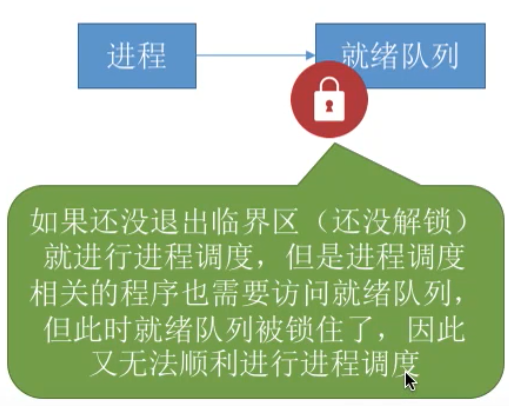 进程
就绪队列
如果还没退出临界区（还没解锁）
就进行进程调度，但是进程调度
相关的程序也需要访问就绪队列，
但此时就绪队列被锁住了，因此
又无法顺利进行进程调度